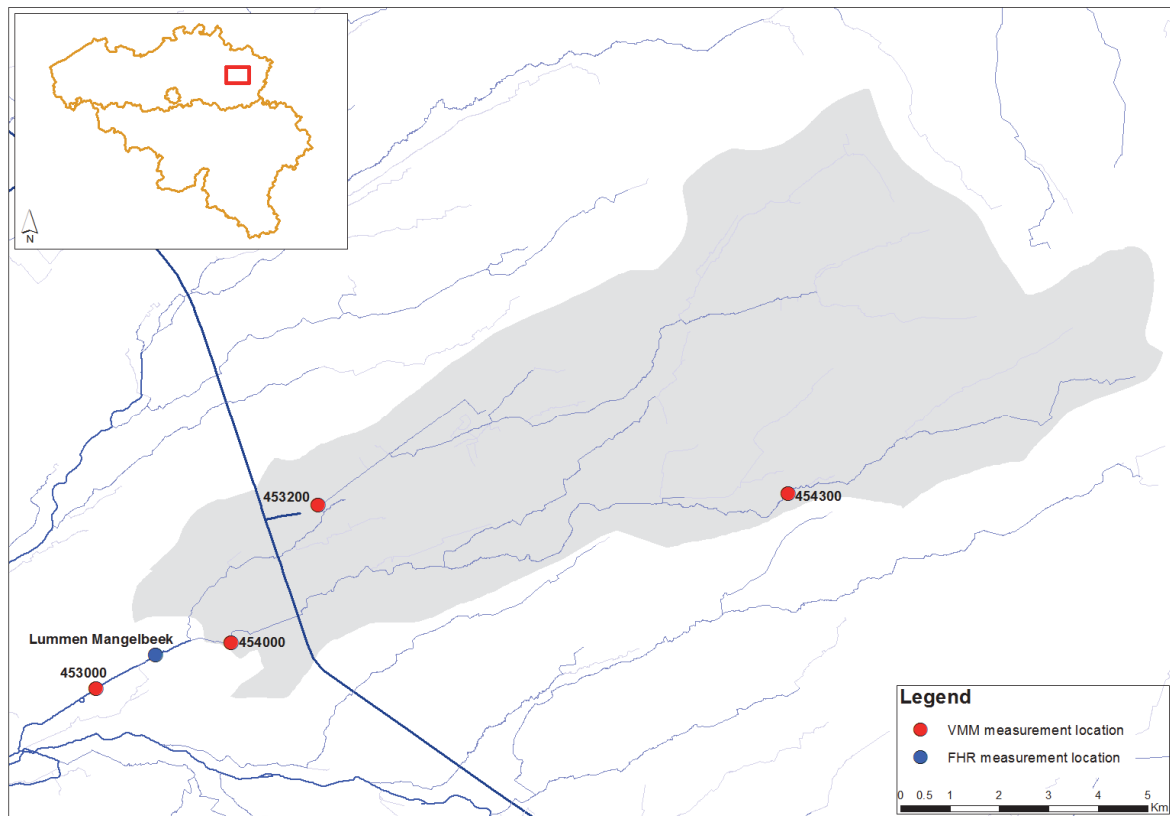 N
453200
454300
Lummen Mangelbeek
454000
453000
Legend
VMM measurement location
FHR measurement location
0 0.5 1 2 3 4 5
Km